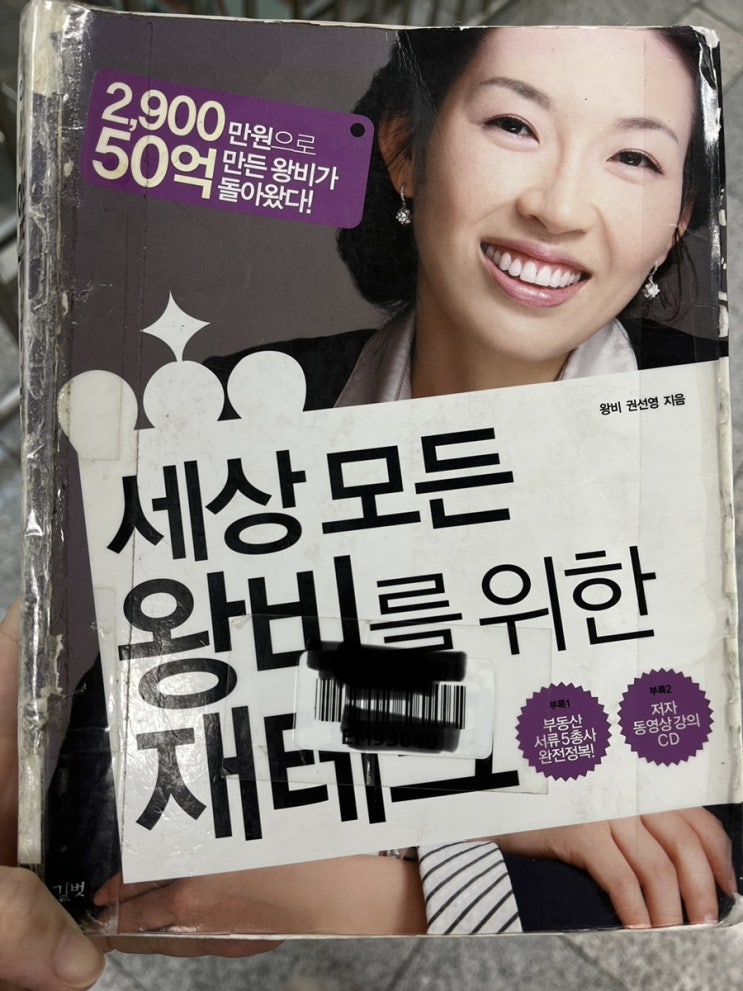 2,900만원으로
50억 만든 왕비가
돌아왔다!
왕비 권선영 지음
세상 모든
왕비를 위한
재테크
부록1
부동산
서류 5총사
완전정복!
부록2
저자
동영상 강의
CD
길벗